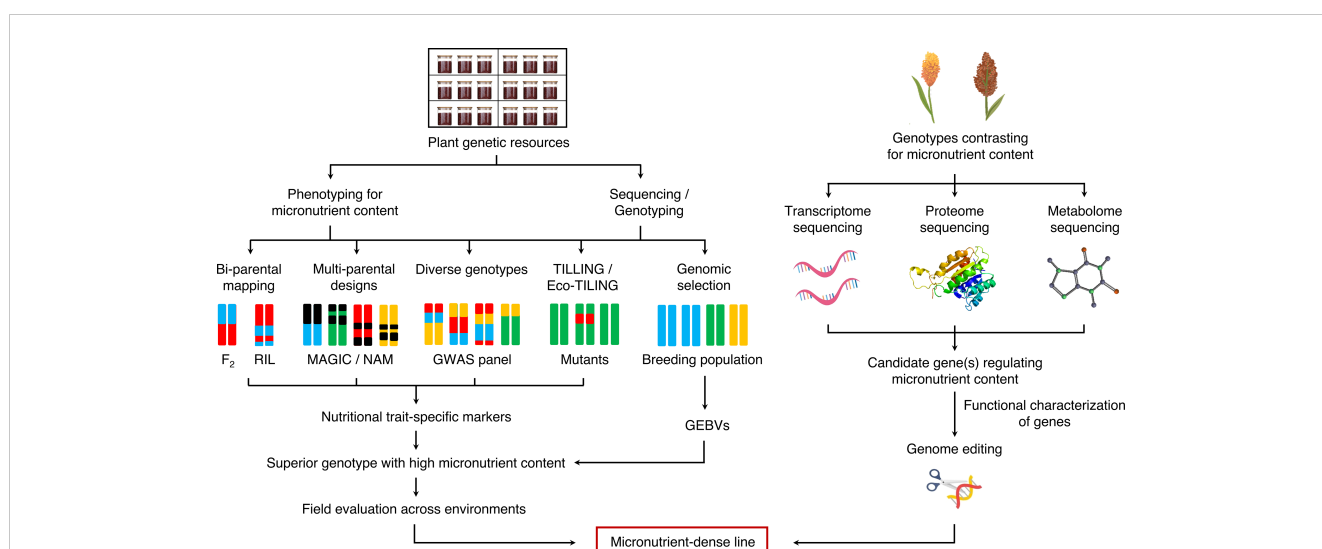 Plant genetic resources
Genotypes contrasting
for micronutrient content
Phenotyping for
micronutrient content
Sequencing /
Genotyping
Transcriptome
sequencing
Proteome
sequencing
Metabolome
sequencing
Bi-parental
mapping
Multi-parental
designs
Diverse genotypes
TILLING /
Eco-TILING
Genomic
selection
F2
RIL
MAGIC / NAM
GWAS panel
Mutants
Breeding population
Candidate gene(s) regulating
micronutrient content
Nutritional trait-specific markers
GEBVs
Functional characterization
of genes
Genome editing
Superior genotype with high micronutrient content
Field evaluation across environments
Micronutrient-dense line